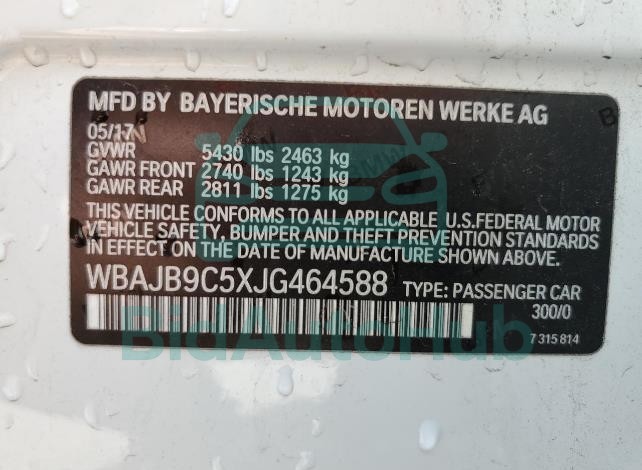 MFD BY BAYERISCHE MOTOREN WERKE AG
05/17
GVWR 5430 lbs 2463 kg
GAWR FRONT 2740 lbs 1243 kg
GAWR REAR 2811 lbs 1275 kg
THIS VEHICLE CONFORMS TO ALL APPLICABLE U.S.FEDERAL MOTOR
VEHICLE SAFETY, BUMPER AND THEFT PREVENTION STANDARDS
IN EFFECT ON THE DATE OF MANUFACTURE SHOWN ABOVE.
WBAJB9C5XJG464588 TYPE: PASSENGER CAR
300/0
7 315 814
BidAutoHub